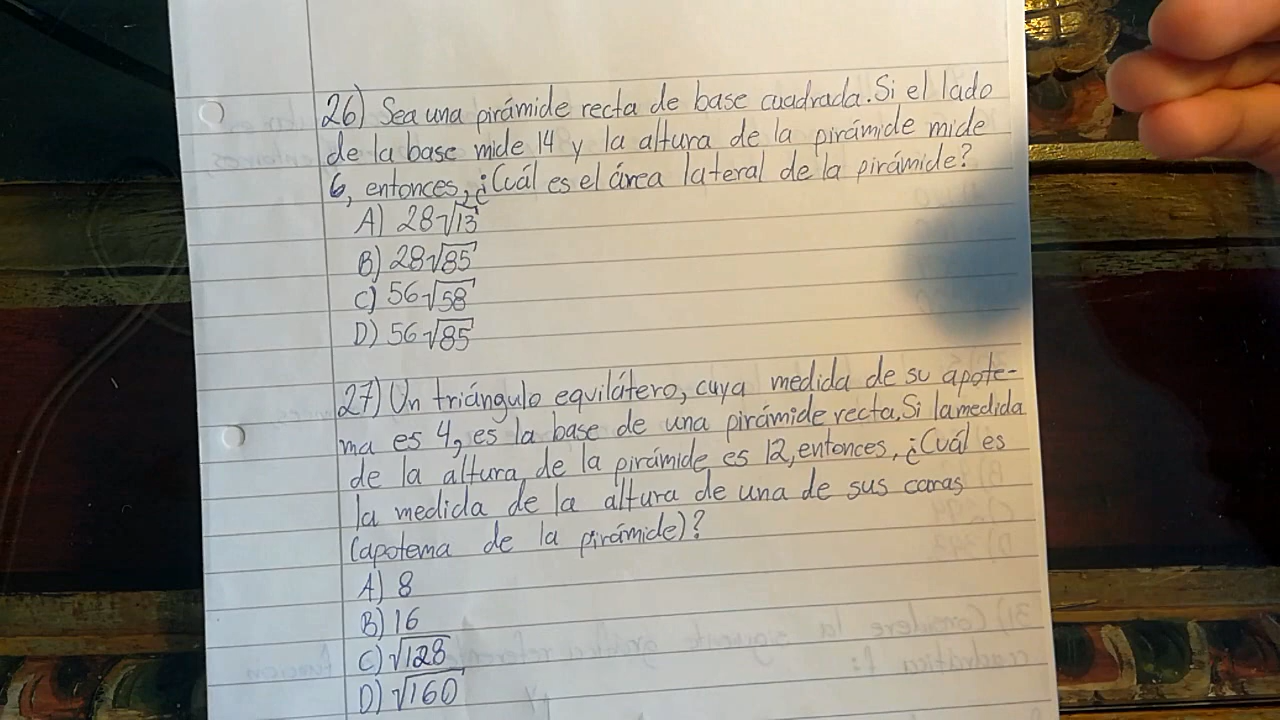 26) Sea una pirámide recta de base cuadrada. Si el lado
de la base mide 14 y la altura de la pirámide mide
6, entonces, ¿Cuál es el área lateral de la pirámide?
A) 28√13
B) 28√85
C) 56√58
D) 56√85
27) Un triángulo equilátero, cuya medida de su apote-
ma es 4, es la base de una pirámide recta. Si la medida
de la altura de la pirámide es 12, entonces, ¿Cuál es
la medida de la altura de una de sus caras
(apotema de la pirámide)?
A) 8
B) 16
C) √128
D) √160